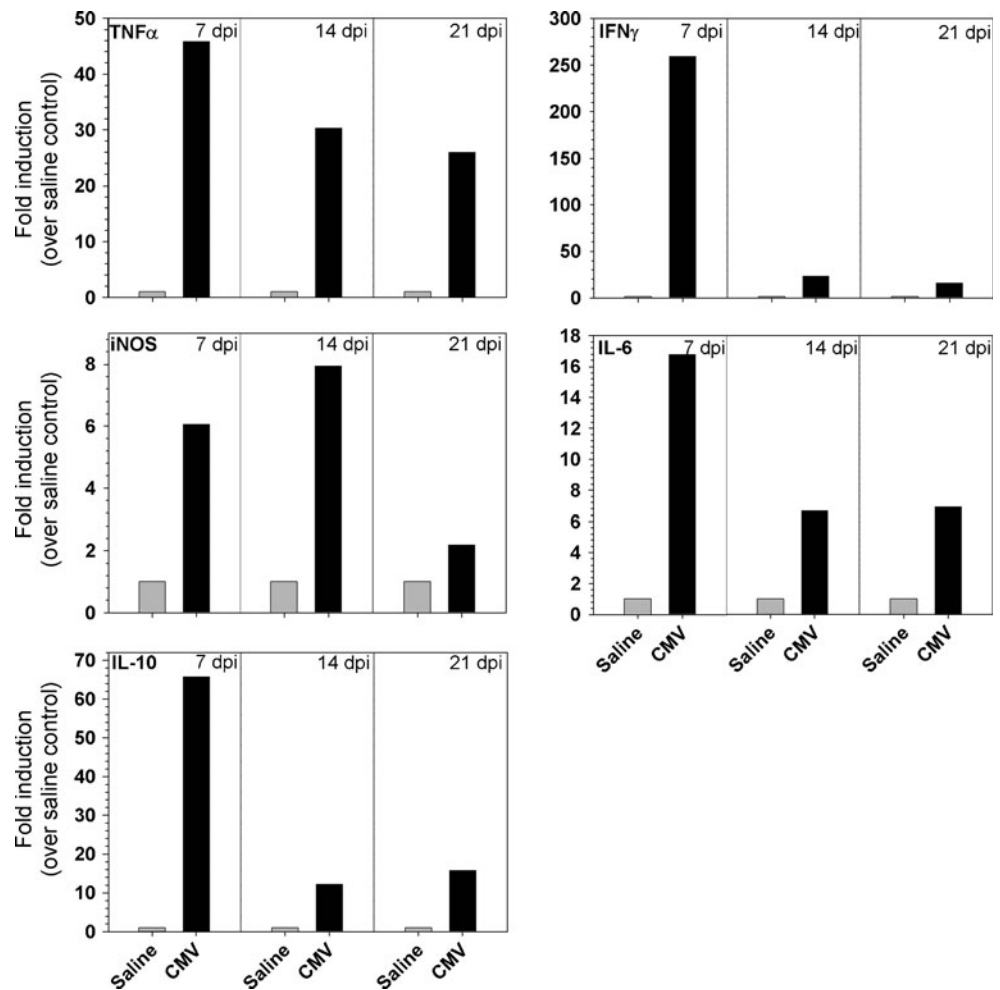 TNFα 7 dpi 14 dpi 21 dpi
50
40
30
20
10
0
Fold induction
(over saline control)
IFNγ 7 dpi 14 dpi 21 dpi
300
250
200
150
100
50
0
Fold induction
(over saline control)
iNOS 7 dpi 14 dpi 21 dpi
8
6
4
2
0
Fold induction
(over saline control)
IL-6 7 dpi 14 dpi 21 dpi
18
16
14
12
10
8
6
4
2
0
Saline CMV Saline CMV Saline CMV
IL-10 7 dpi 14 dpi 21 dpi
70
60
50
40
30
20
10
0
Fold induction
(over saline control)
Saline CMV Saline CMV Saline CMV